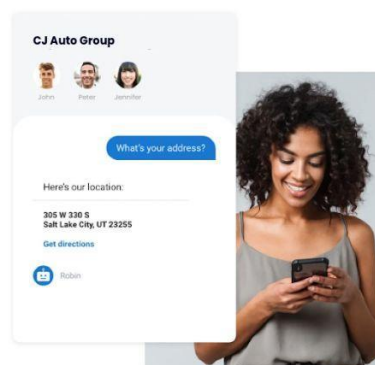 CJ Auto Group
John Peter Jennifer
What's your address?
Here's our location:
305 W 330 S
Salt Lake City, UT 23255
Get directions
Robin